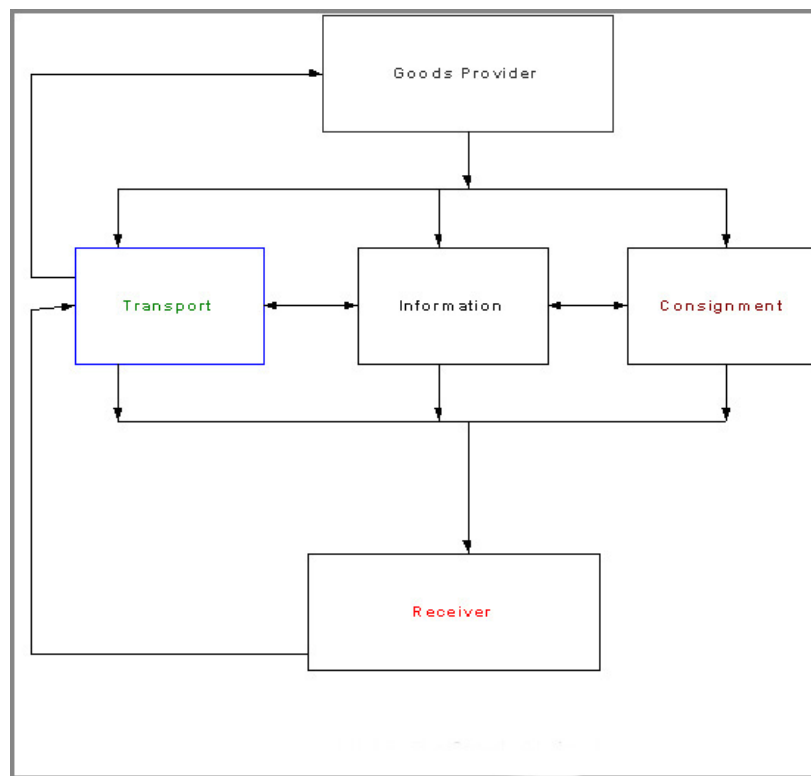 Goods Provider
Transport
Information
Consignment
Receiver